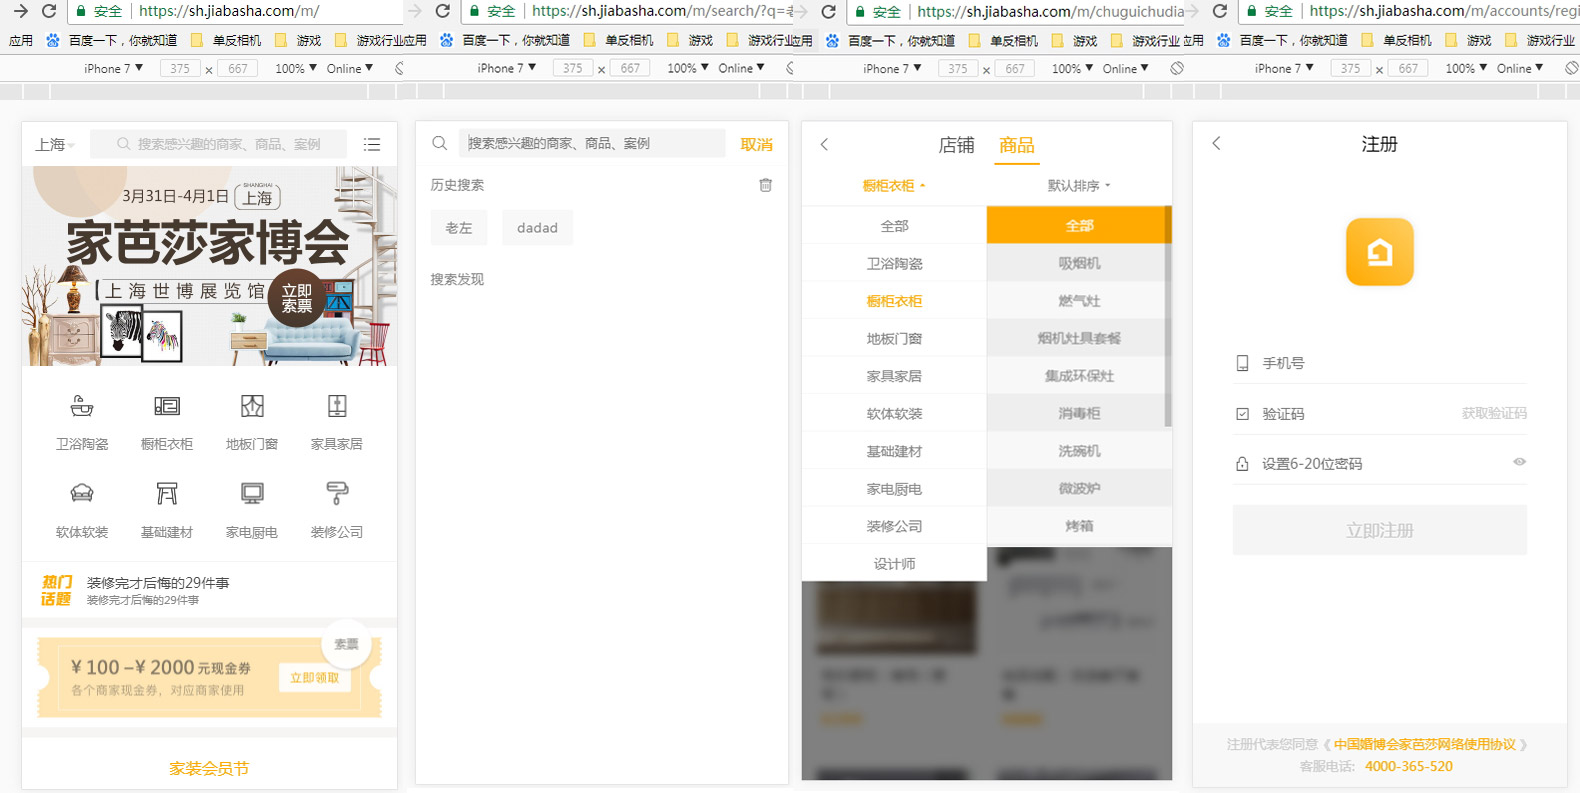 安全 https://sh.jiabasha.com/m/
应用 百度一下，你就知道 单反相机 游戏 游戏行业
iPhone 7 ▼ 375 × 667 100% ▼ Online ▼
上海 搜索感兴趣的商家、商品、案例
3月31日-4月1日 SHANGHAI 上海
家芭莎家博会
上海世博展览馆
立即
索票
卫浴陶瓷 橱柜衣柜 地板门窗 家具家居
软体软装 基础建材 家电厨电 装修公司
热门
话题
装修完才后悔的29件事
装修完才后悔的29件事
索票
¥100-¥2000元现金券
各个商家现金券，对应商家使用
立即领取
家装会员节
安全 https://sh.jiabasha.com/m/search/?q=
应用 百度一下，你就知道 单反相机 游戏 游戏行业
iPhone 7 ▼ 375 × 667 100% ▼ Online ▼
搜索感兴趣的商家、商品、案例 取消
历史搜索
老左 dadad
搜索发现
安全 https://sh.jiabasha.com/m/chuguichudia
应用 百度一下，你就知道 单反相机 游戏 游戏行业
iPhone 7 ▼ 375 × 667 100% ▼ Online ▼
店铺 商品
橱柜衣柜 默认排序
全部 全部
卫浴陶瓷 吸烟机
橱柜衣柜 燃气灶
地板门窗 烟机灶具套餐
家具家居 集成环保灶
软体软装 消毒柜
基础建材 洗碗机
家电厨电 微波炉
装修公司 烤箱
设计师
安全 https://sh.jiabasha.com/m/accounts/regi
应用 百度一下，你就知道 单反相机 游戏 游戏行业
iPhone 7 ▼ 375 × 667 100% ▼ Online ▼
注册
手机号
验证码 获取验证码
设置6-20位密码
立即注册
注册代表您同意《 中国婚博会家芭莎网络使用协议 》
客服电话: 4000-365-520